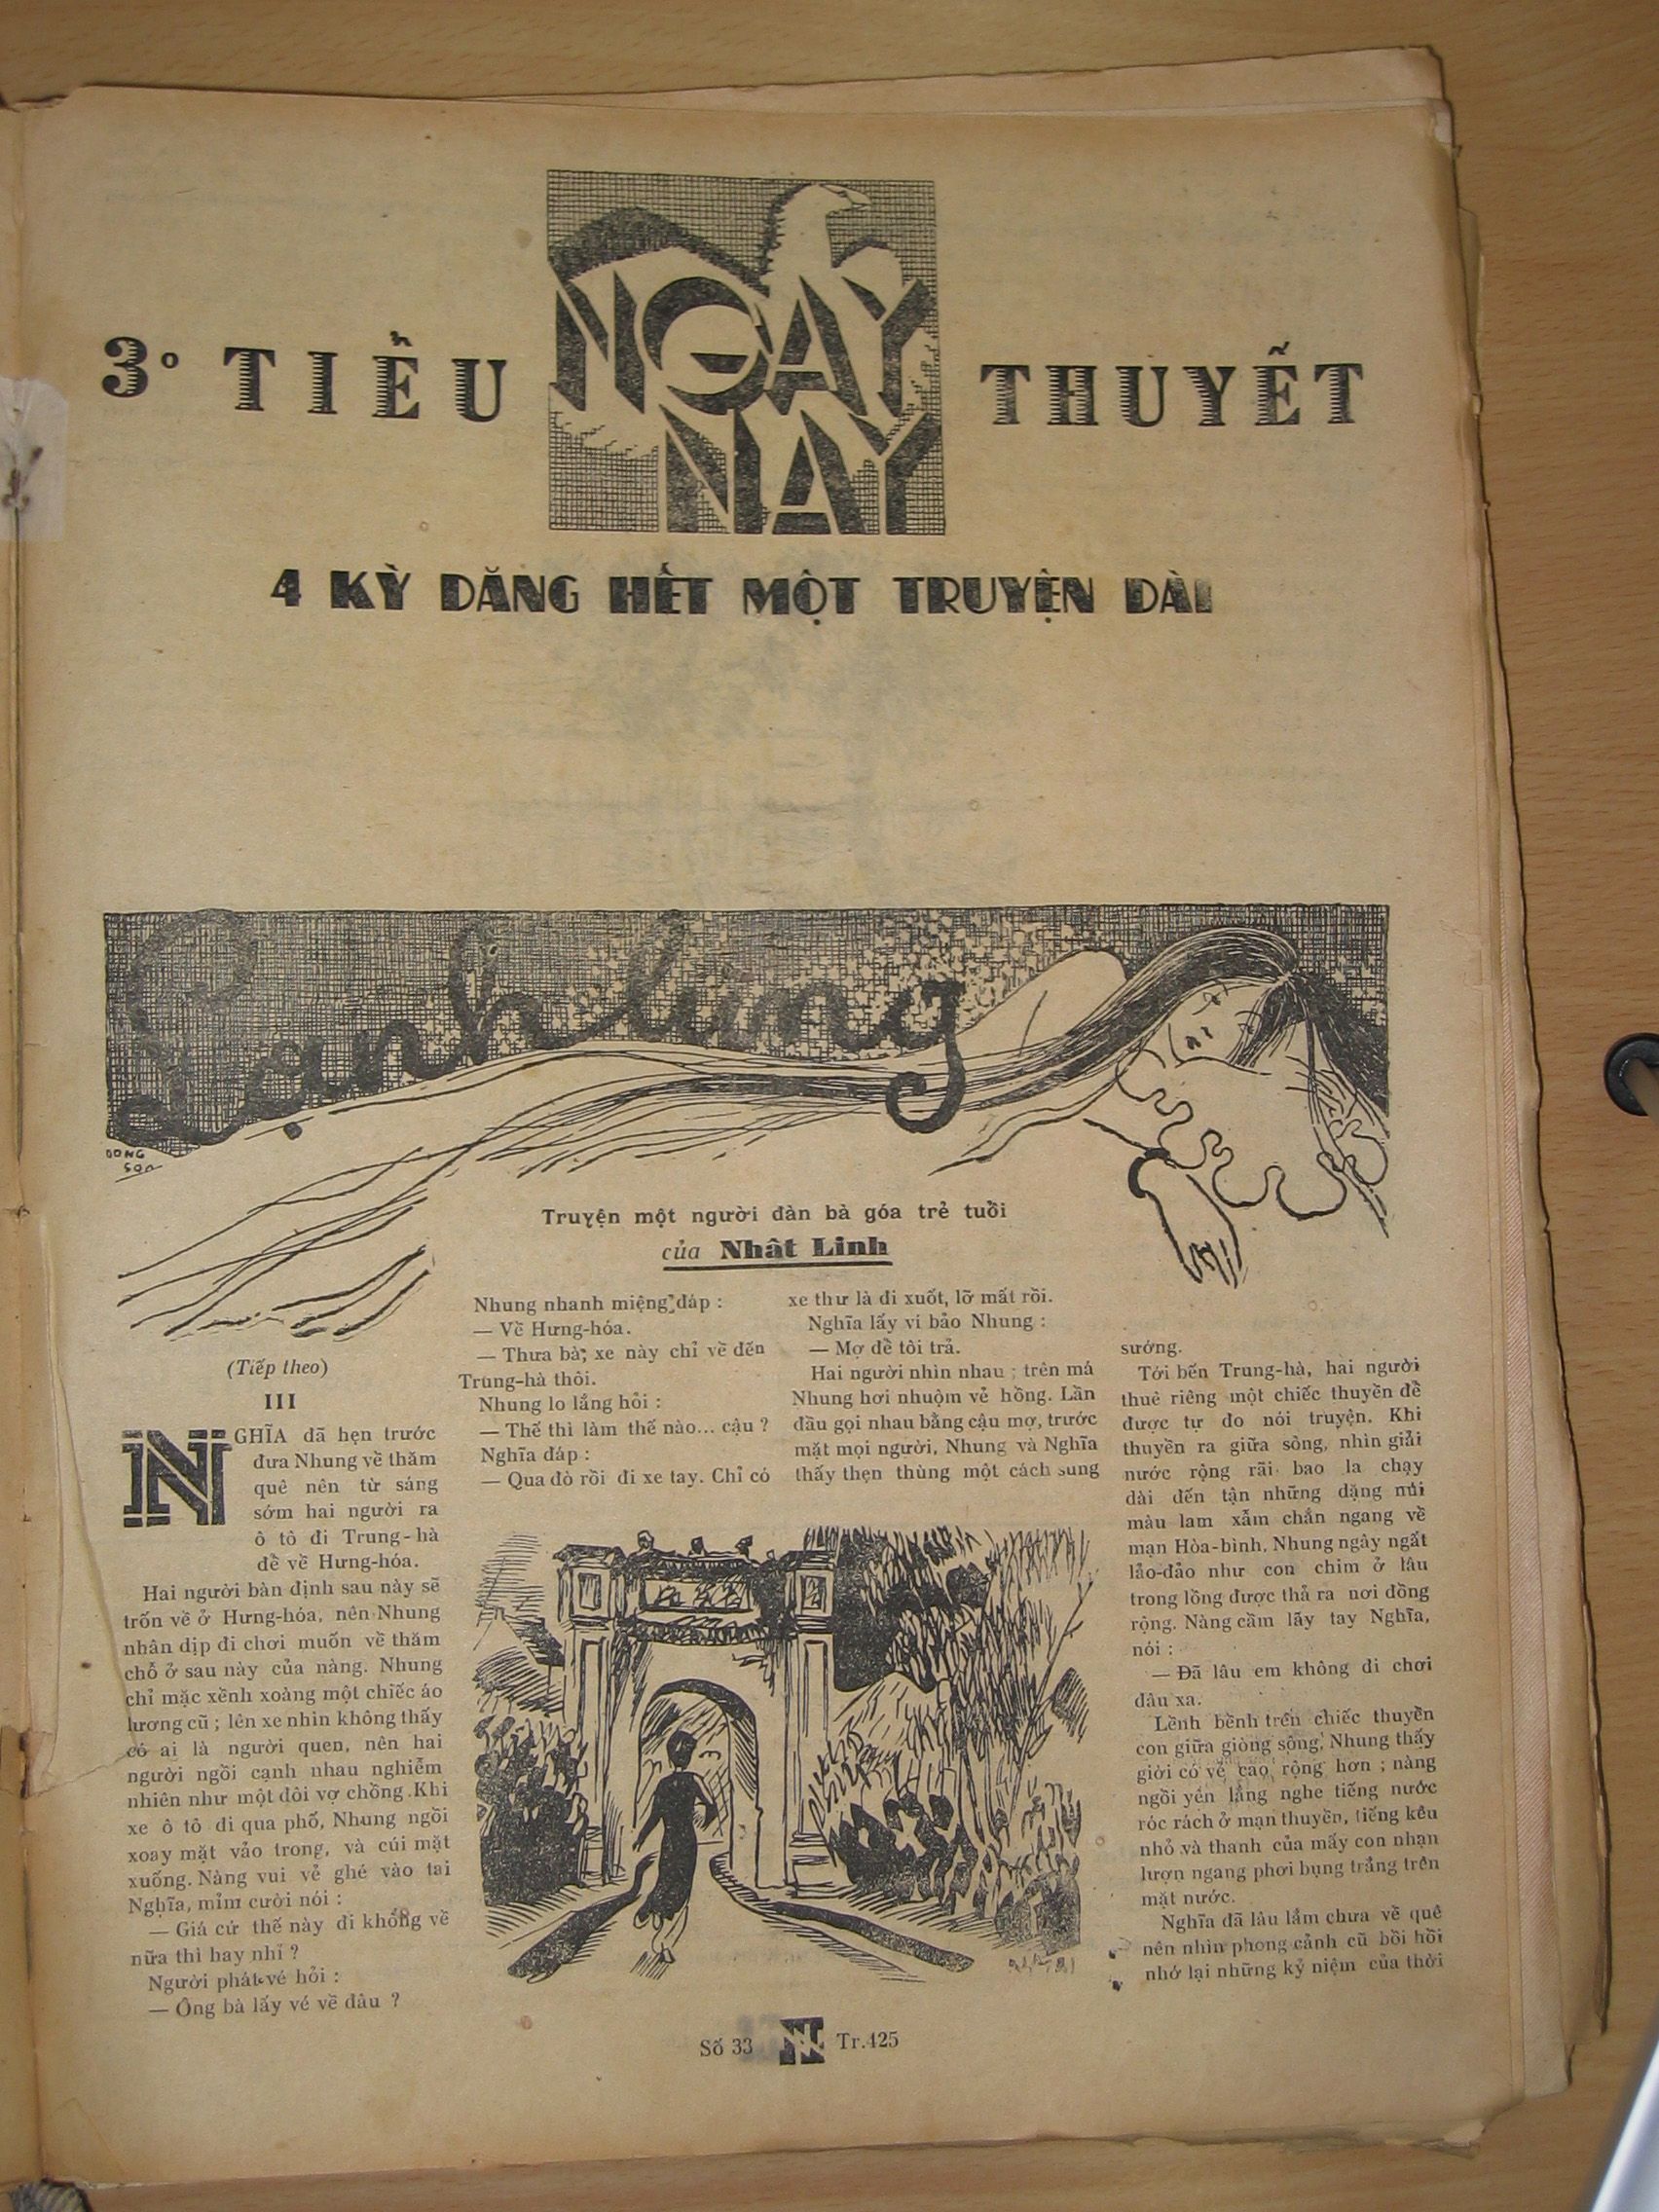 3º TIỂU
NGAY
NAY
THUYẾT
4 KỲ ĐĂNG HẾT MỘT TRUYỆN DÀI
Lạnh lùng
DONG
SON
Truyện một người đàn bà góa trẻ tuổi
của Nhất Linh
(Tiếp theo)
III
NGHĨA đã hẹn trước
đưa Nhung về thăm
quê nên từ sáng
sớm hai người ra
ô tô đi Trung-hà
để về Hưng-hóa.
Hai người bàn định sau này sẽ
trốn về ở Hưng-hóa, nên Nhung
nhân dịp đi chơi muốn về thăm
chỗ ở sau này của nàng. Nhung
chỉ mặc xềnh xoàng một chiếc áo
lương cũ ; lên xe nhìn không thấy
có ai là người quen, nên hai
người ngồi cạnh nhau nghiễm
nhiên như một đôi vợ chồng. Khi
xe ô tô đi qua phố, Nhung ngồi
xoay mặt vảo trong, và cúi mặt
xuống. Nàng vui vẻ ghé vào tai
Nghĩa, mỉm cười nói :
— Giá cứ thế này đi không về
nữa thì hay nhỉ ?
Người phát vé hỏi :
— Ông bà lấy vé về đâu ?
Nhung nhanh miệng đáp :
— Về Hưng-hóa.
— Thưa bà; xe này chỉ về đến
Trung-hà thôi.
Nhung lo lắng hỏi :
— Thế thì làm thế nào... cậu ?
Nghĩa đáp :
— Qua đò rồi đi xe tay. Chỉ có
xe thư là đi xuốt, lỡ mất rồi.
Nghĩa lấy ví bảo Nhung :
— Mợ để tôi trả.
Hai người nhìn nhau ; trên má
Nhung hơi nhuộm vẻ hồng. Lần
đầu gọi nhau bằng cậu mợ, trước
mặt mọi người, Nhung và Nghĩa
thấy thẹn thùng một cách sung
sướng.
Tới bến Trung-hà, hai người
thuê riêng một chiếc thuyền để
được tự do nói truyện. Khi
thuyền ra giữa sông, nhìn giải
nước rộng rãi bao la chạy
dài đến tận những dặng núi
màu lam xẫm chắn ngang về
mạn Hòa-bình, Nhung ngây ngất
lảo-đảo như con chim ở lâu
trong lồng được thả ra nơi đồng
rộng. Nàng cầm lấy tay Nghĩa,
nói :
— Đã lâu em không đi chơi
đâu xa.
Lềnh bềnh trên chiếc thuyền
con giữa giòng sông, Nhung thấy
giời có vẻ cao rộng hơn ; nàng
ngồi yên lắng nghe tiếng nước
róc rách ở mạn thuyền, tiếng kêu
nhỏ và thanh của mấy con nhạn
lượn ngang phơi bụng trắng trên
mặt nước.
Nghĩa đã lâu lắm chưa về quê
nên nhìn phong cảnh cũ bồi hồi
nhớ lại những kỷ niệm của thời
Số 33 NN Tr.425